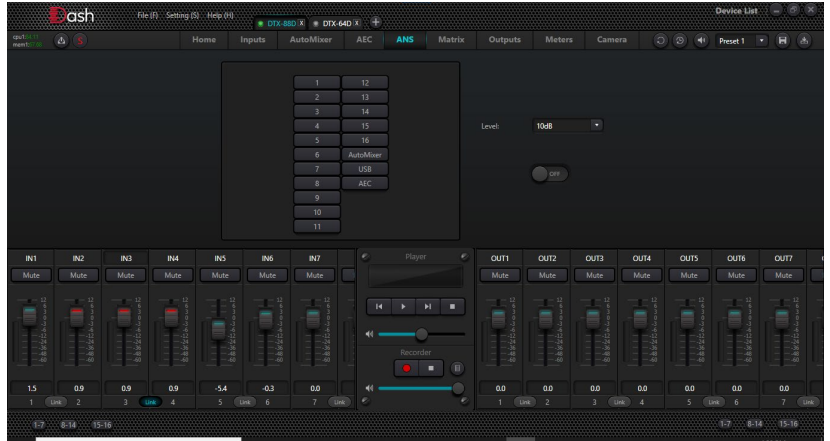 Dash File (F) Setting (S) Help (H) DTX-88D X DTX-64D X + Device List
Home Inputs AutoMixer AEC ANS Matrix Outputs Meters Camera Preset 1
1 12
2 13
3 14
4 15
5 16
6 AutoMixer
7 USB
8 AEC
9
10
11
Level: 10dB
OFF
IN1 IN2 IN3 IN4 IN5 IN6 IN7 Player OUT1 OUT2 OUT3 OUT4 OUT5 OUT6 OUT7
Mute Mute Mute Mute Mute Mute Mute Mute Mute Mute Mute Mute Mute Mute
Recorder
1.5 0.9 0.9 0.9 -5.4 -0.3 0.0 0.0 0.0 0.0 0.0 0.0 0.0 0.0
1 Link 2 3 Link 4 5 Link 6 7 Link 1 Link 2 3 Link 4 5 Link 6 7 Link
1-7 8-14 15-16 1-7 8-14 15-16